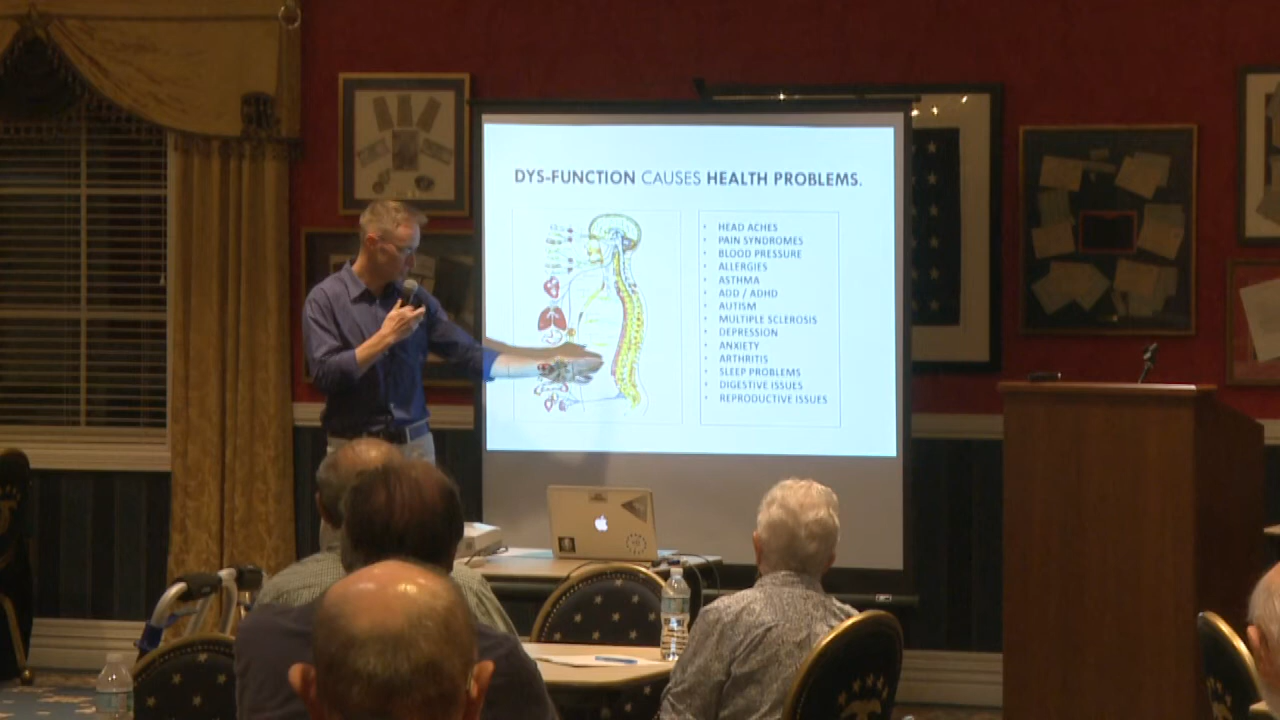 DYS-FUNCTION CAUSES HEALTH PROBLEMS.
• HEAD ACHES
• PAIN SYNDROMES
• BLOOD PRESSURE
• ALLERGIES
• ASTHMA
• ADD / ADHD
• AUTISM
• MULTIPLE SCLEROSIS
• DEPRESSION
• ANXIETY
• ARTHRITIS
• SLEEP PROBLEMS
• DIGESTIVE ISSUES
• REPRODUCTIVE ISSUES